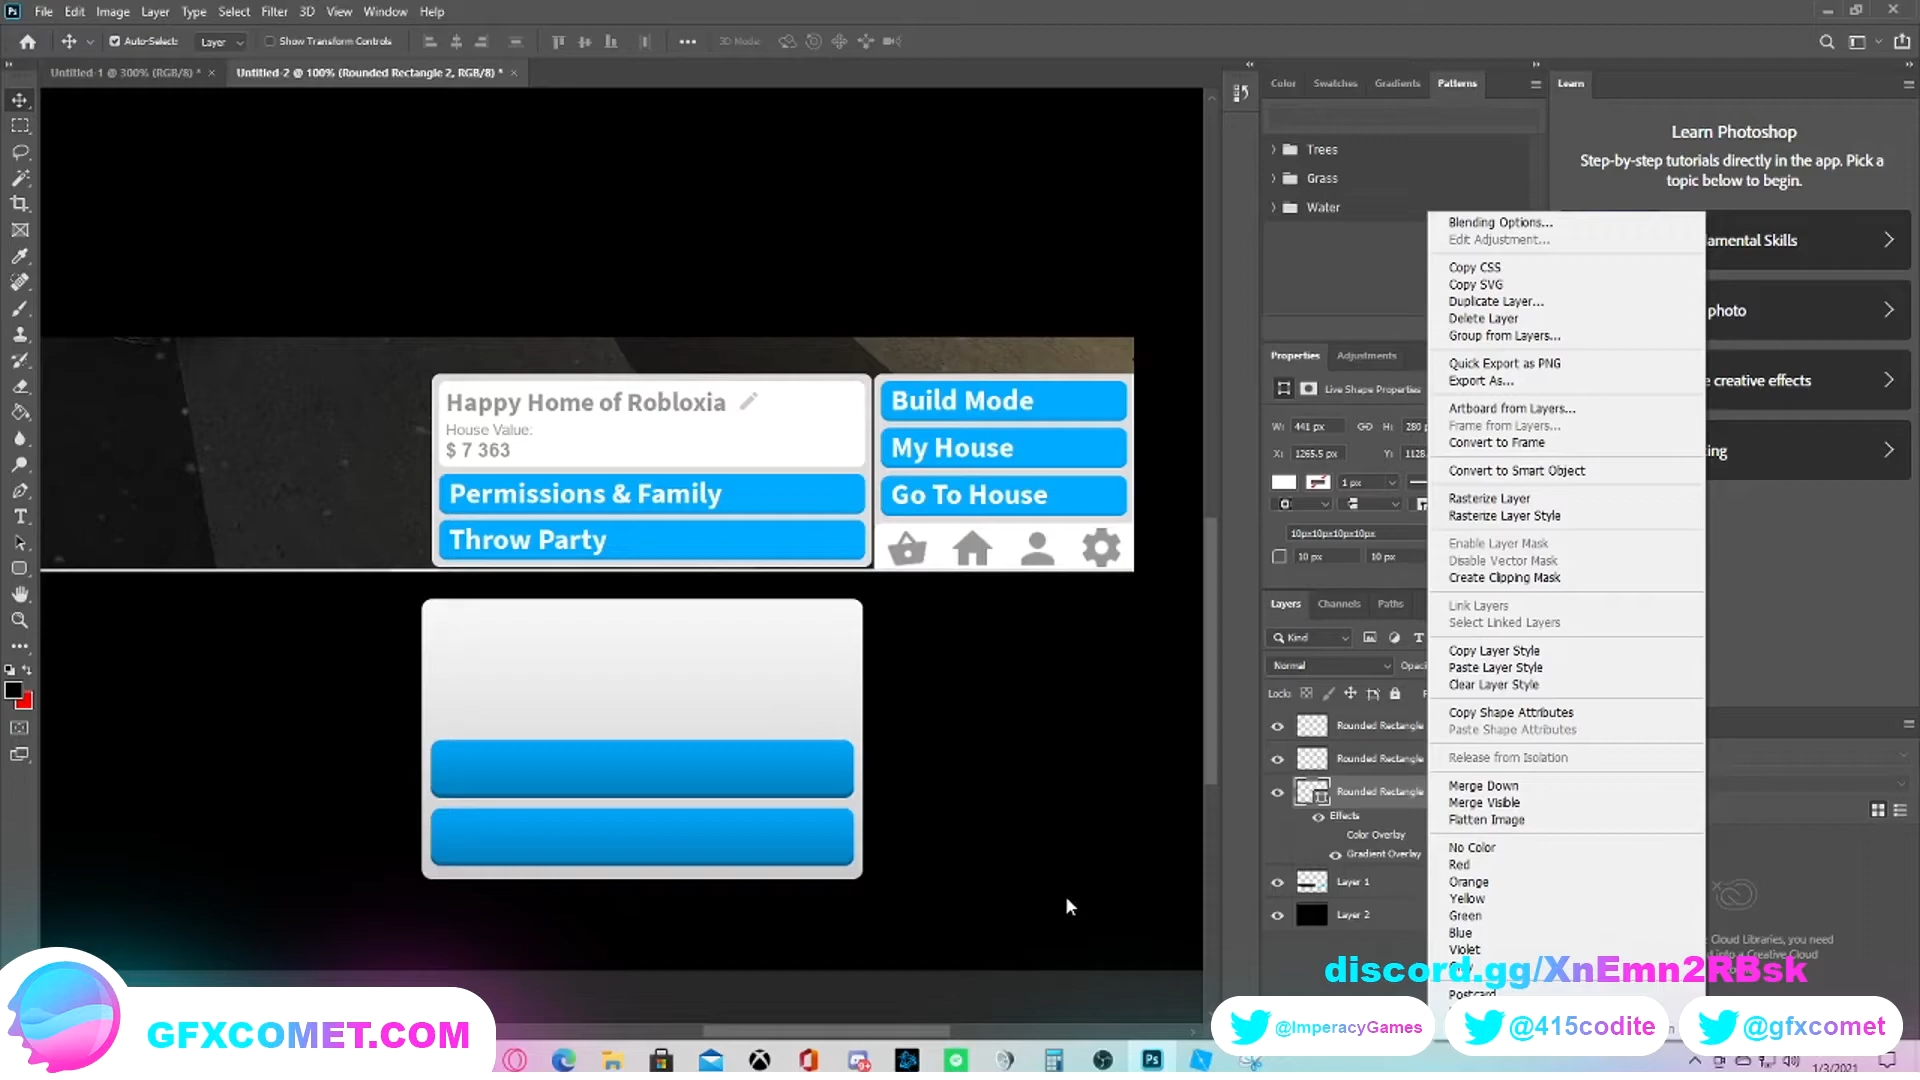 Ps File Edit Image Layer Type Select Filter 3D View Window Help
Auto-Select: Layer Show Transform Controls 3D Mode:
Untitled-1 @ 300% (RGB/8) * × Untitled-2 @ 100% (Rounded Rectangle 2, RGB/8) * ×
Color Swatches Gradients Patterns Learn
Trees
Grass
Water
Learn Photoshop
Step-by-step tutorials directly in the app. Pick a
topic below to begin.
amental Skills
photo
e creative effects
ing
Happy Home of Robloxia
House Value:
$ 7 363
Permissions & Family
Throw Party
Build Mode
My House
Go To House
Properties Adjustments
Live Shape Properties
W: 441 px GO H: 280
X: 1265.5 px Y: 1128.
1 px
10px10px10px10px
10 px 10 px
Layers Channels Paths
Kind
Normal Opaci
Lock:
Rounded Rectangle
Rounded Rectangle
Rounded Rectangle
Effects
Color Overlay
Gradient Overlay
Layer 1
Layer 2
Blending Options...
Edit Adjustment...
Copy CSS
Copy SVG
Duplicate Layer...
Delete Layer
Group from Layers...
Quick Export as PNG
Export As...
Artboard from Layers...
Frame from Layers...
Convert to Frame
Convert to Smart Object
Rasterize Layer
Rasterize Layer Style
Enable Layer Mask
Disable Vector Mask
Create Clipping Mask
Link Layers
Select Linked Layers
Copy Layer Style
Paste Layer Style
Clear Layer Style
Copy Shape Attributes
Paste Shape Attributes
Release from Isolation
Merge Down
Merge Visible
Flatten Image
No Color
Red
Orange
Yellow
Green
Blue
Violet
Postcard
Cloud Libraries, you need
discord.gg/XnEmn2RBsk
GFXCOMET.COM
@ImperacyGames
@415codite
@gfxcomet
Ps
1/3/2021